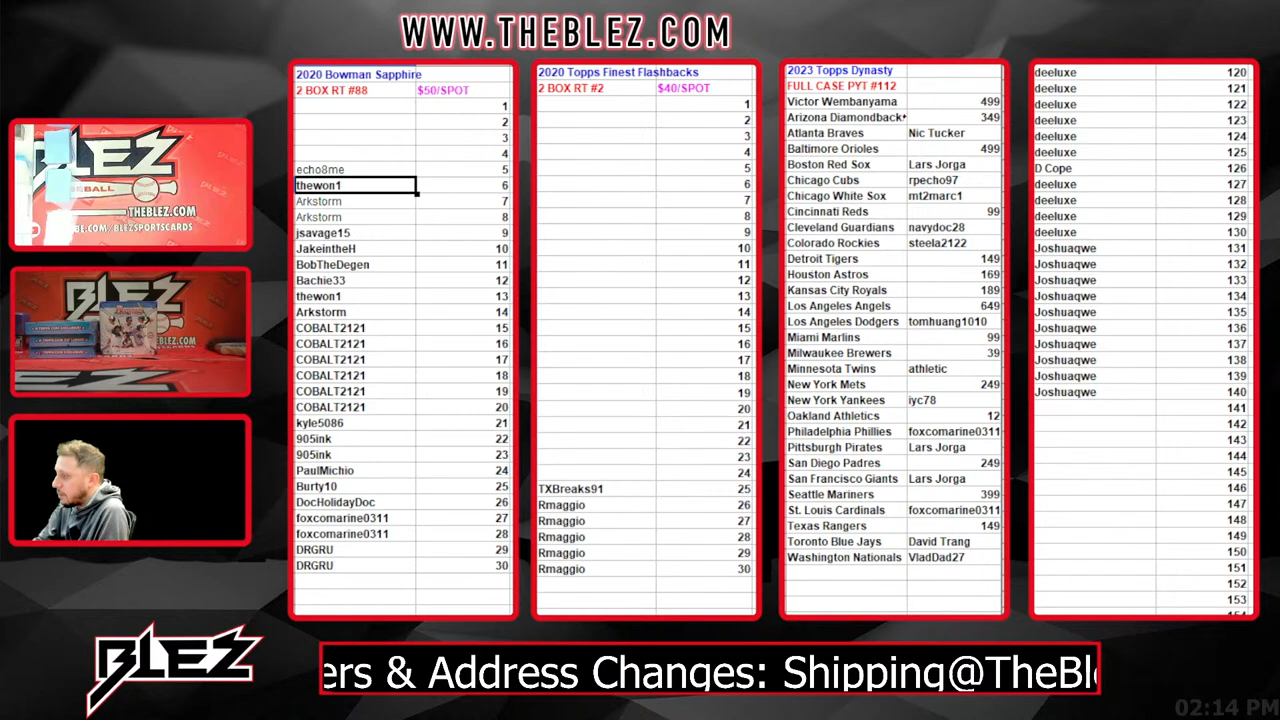 WWW.THEBLEZ.COM
2020 Bowman Sapphire
2 BOX RT #88 $50/SPOT
1
2
3
4
echo8me 5
thewon1 6
Arkstorm 7
Arkstorm 8
jsavage15 9
JakeintheH 10
BobTheDegen 11
Bachie33 12
thewon1 13
Arkstorm 14
COBALT2121 15
COBALT2121 16
COBALT2121 17
COBALT2121 18
COBALT2121 19
COBALT2121 20
kyle5086 21
905ink 22
905ink 23
PaulMichio 24
Burty10 25
DocHolidayDoc 26
foxcomarine0311 27
foxcomarine0311 28
DRGRU 29
DRGRU 30
2020 Topps Finest Flashbacks
2 BOX RT #2 $40/SPOT
1
2
3
4
5
6
7
8
9
10
11
12
13
14
15
16
17
18
19
20
21
22
23
24
TXBreaks91 25
Rmaggio 26
Rmaggio 27
Rmaggio 28
Rmaggio 29
Rmaggio 30
2023 Topps Dynasty
FULL CASE PYT #112
Victor Wembanyama 499
Arizona Diamondback 349
Atlanta Braves Nic Tucker
Baltimore Orioles 499
Boston Red Sox Lars Jorga
Chicago Cubs rpecho97
Chicago White Sox mt2marc1
Cincinnati Reds 99
Cleveland Guardians navydoc28
Colorado Rockies steela2122
Detroit Tigers 149
Houston Astros 169
Kansas City Royals 189
Los Angeles Angels 649
Los Angeles Dodgers tomhuang1010
Miami Marlins 99
Milwaukee Brewers 39
Minnesota Twins athletic
New York Mets 249
New York Yankees iyc78
Oakland Athletics 12
Philadelphia Phillies foxcomarine0311
Pittsburgh Pirates Lars Jorga
San Diego Padres 249
San Francisco Giants Lars Jorga
Seattle Mariners 399
St. Louis Cardinals foxcomarine0311
Texas Rangers 149
Toronto Blue Jays David Trang
Washington Nationals VladDad27
deeluxe 120
deeluxe 121
deeluxe 122
deeluxe 123
deeluxe 124
deeluxe 125
D Cope 126
deeluxe 127
deeluxe 128
deeluxe 129
deeluxe 130
Joshuaqwe 131
Joshuaqwe 132
Joshuaqwe 133
Joshuaqwe 134
Joshuaqwe 135
Joshuaqwe 136
Joshuaqwe 137
Joshuaqwe 138
Joshuaqwe 139
Joshuaqwe 140
141
142
143
144
145
146
147
148
149
150
151
152
153
BLEZ
THEBLEZ.COM
BLEZ
BLEZ
ers & Address Changes: Shipping@TheBl
02:14 PM